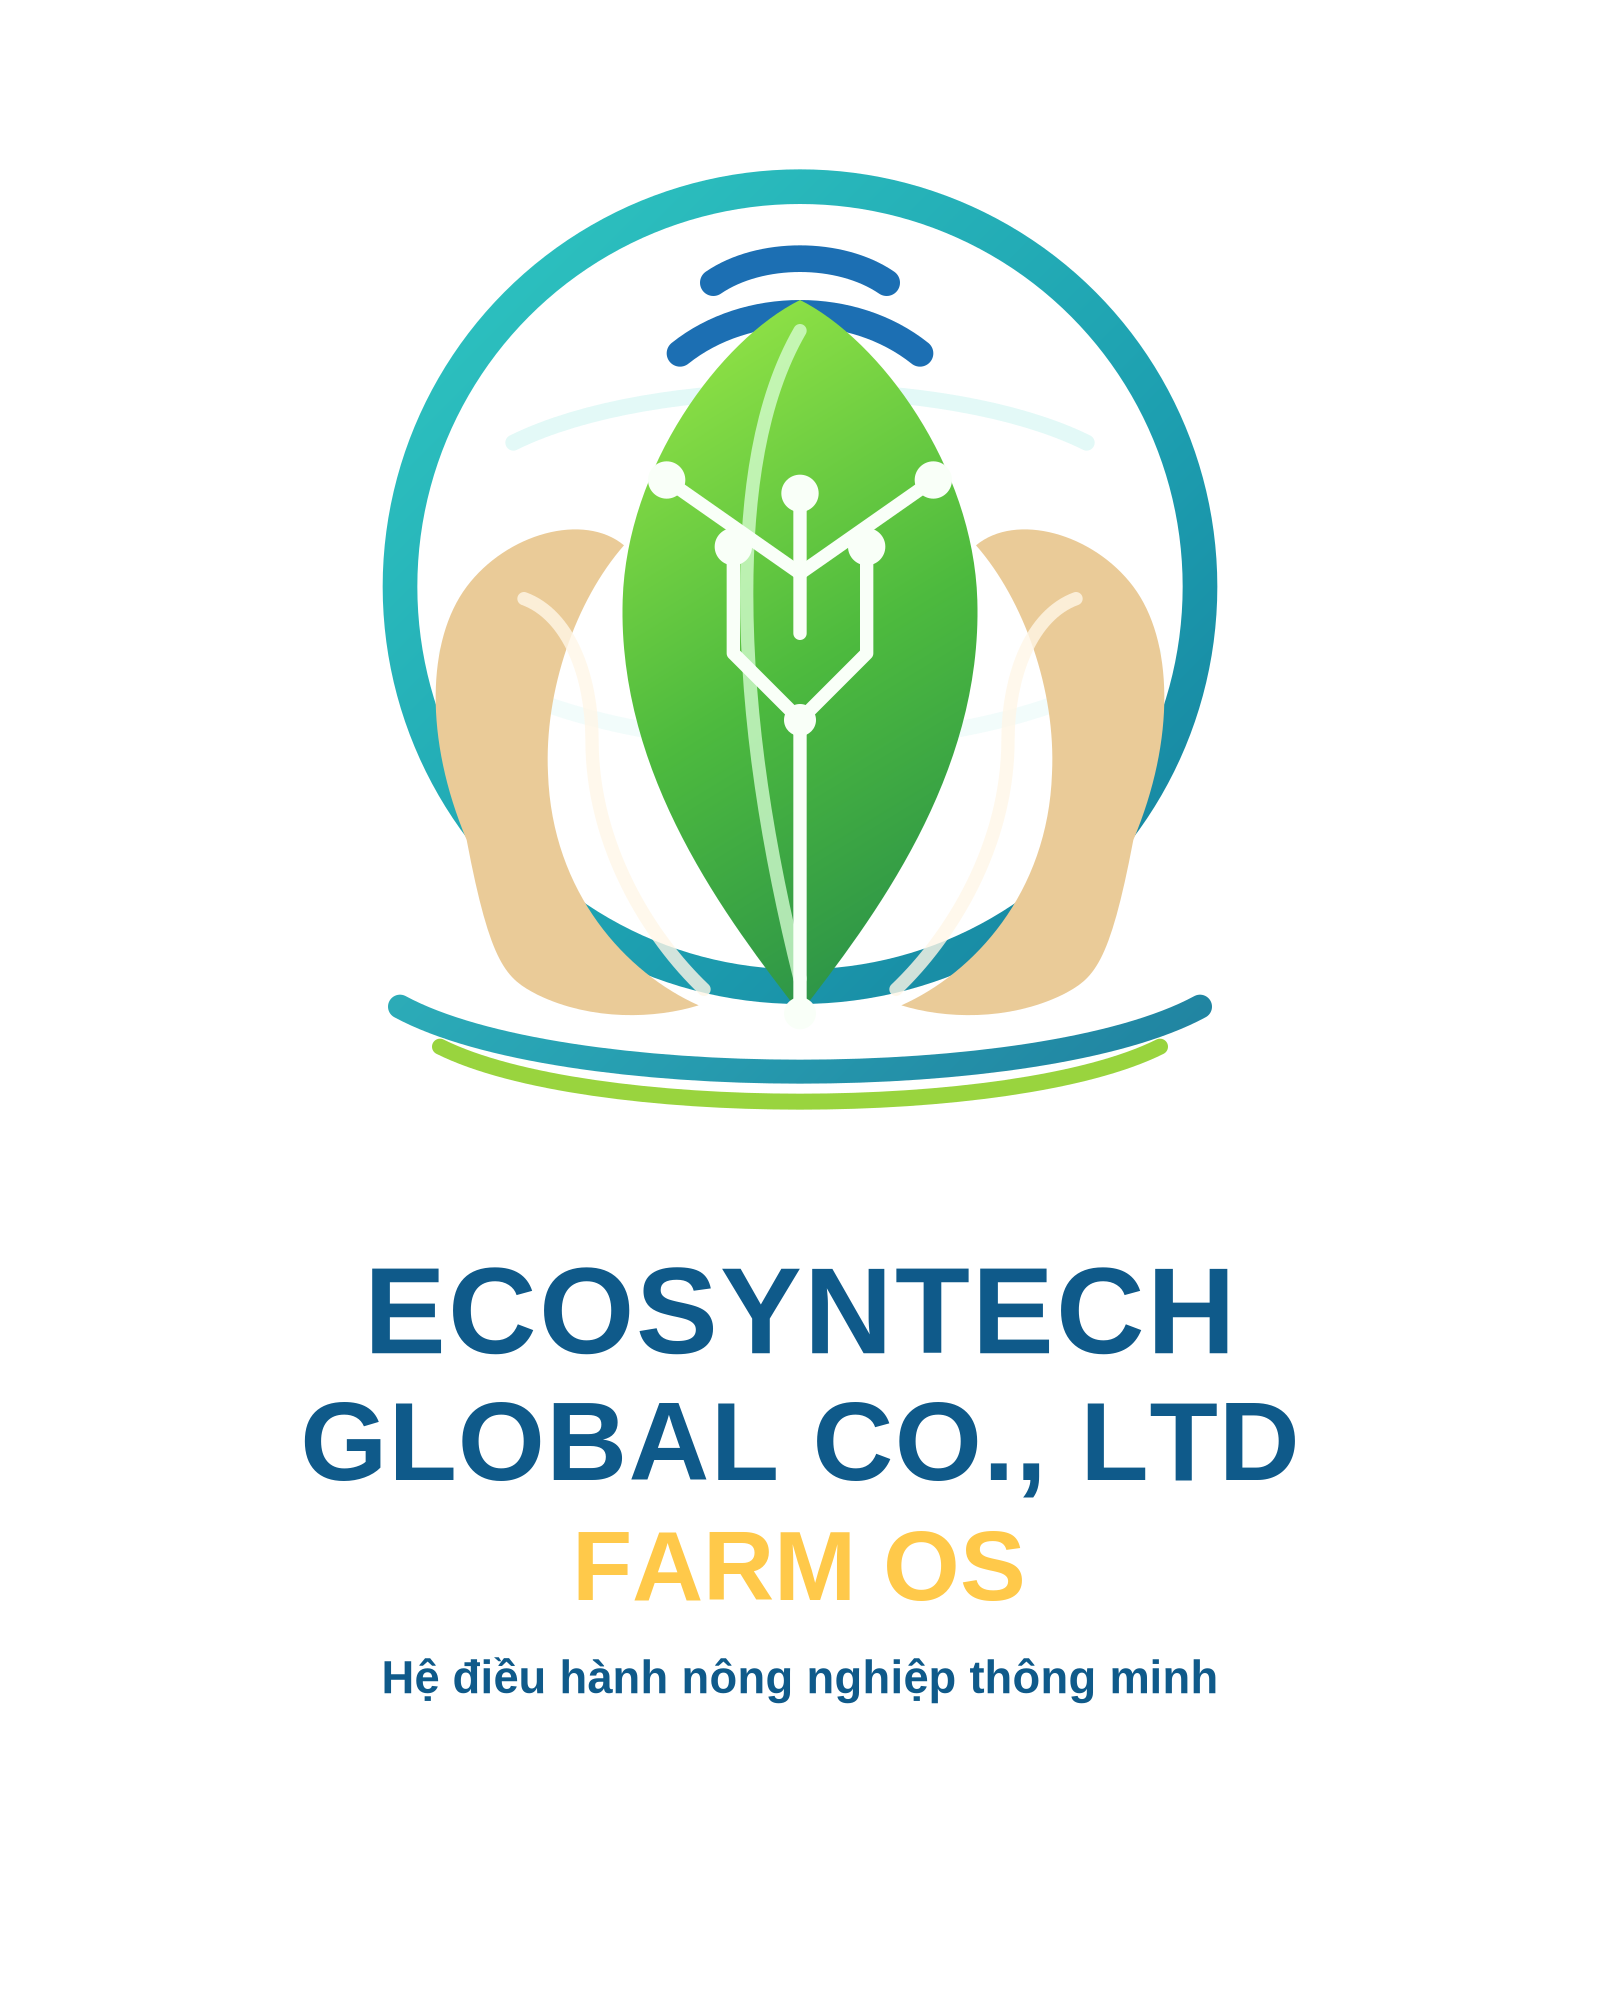 ECOSYNTECH
GLOBAL CO., LTD
FARM OS
Hệ điều hành nông nghiệp thông minh